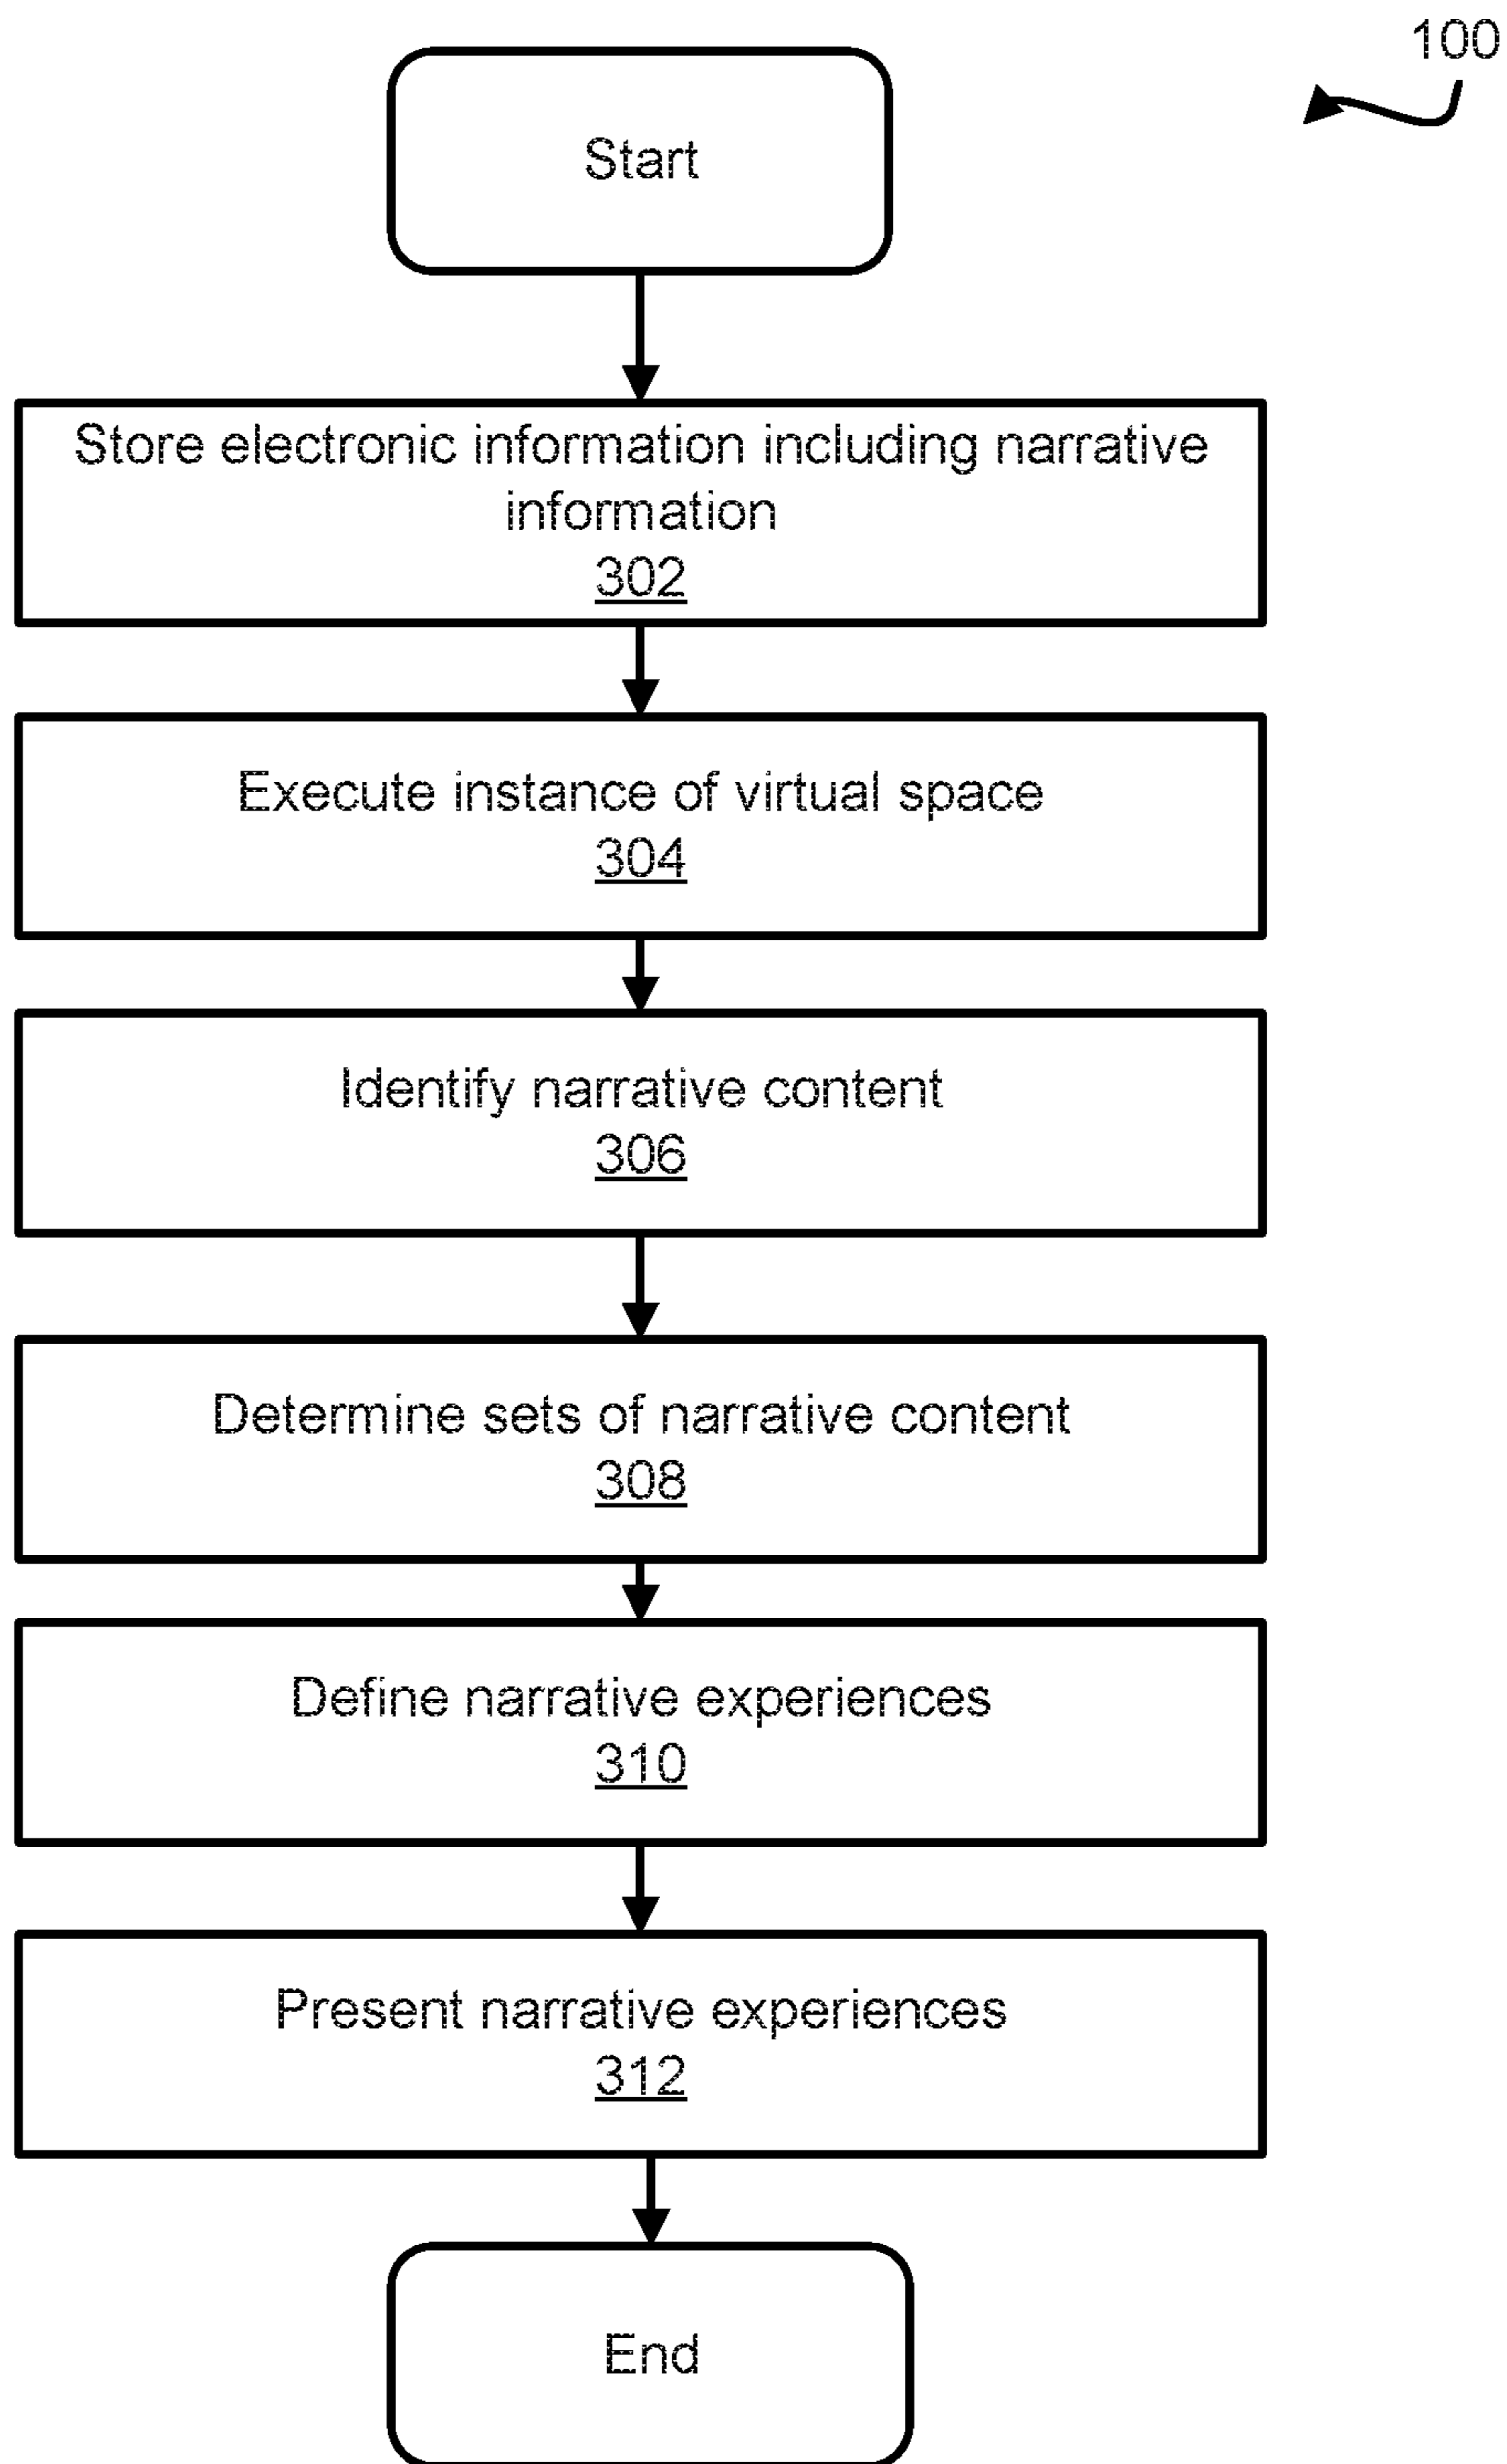 100
Start
Store electronic information including narrative
information
302
Execute instance of virtual space
304
Identify narrative content
306
Determine sets of narrative content
308
Define narrative experiences
310
Present narrative experiences
312
End